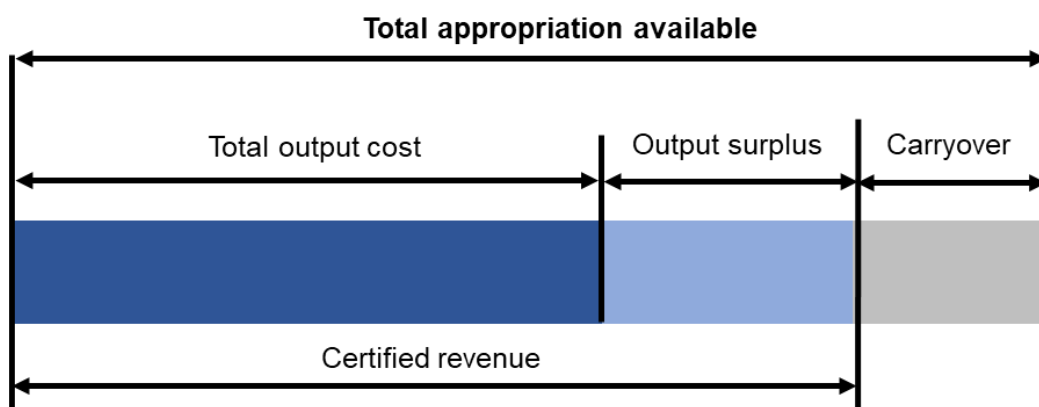 Total appropriation available
Total output cost
Output surplus
Carryover
Certified revenue